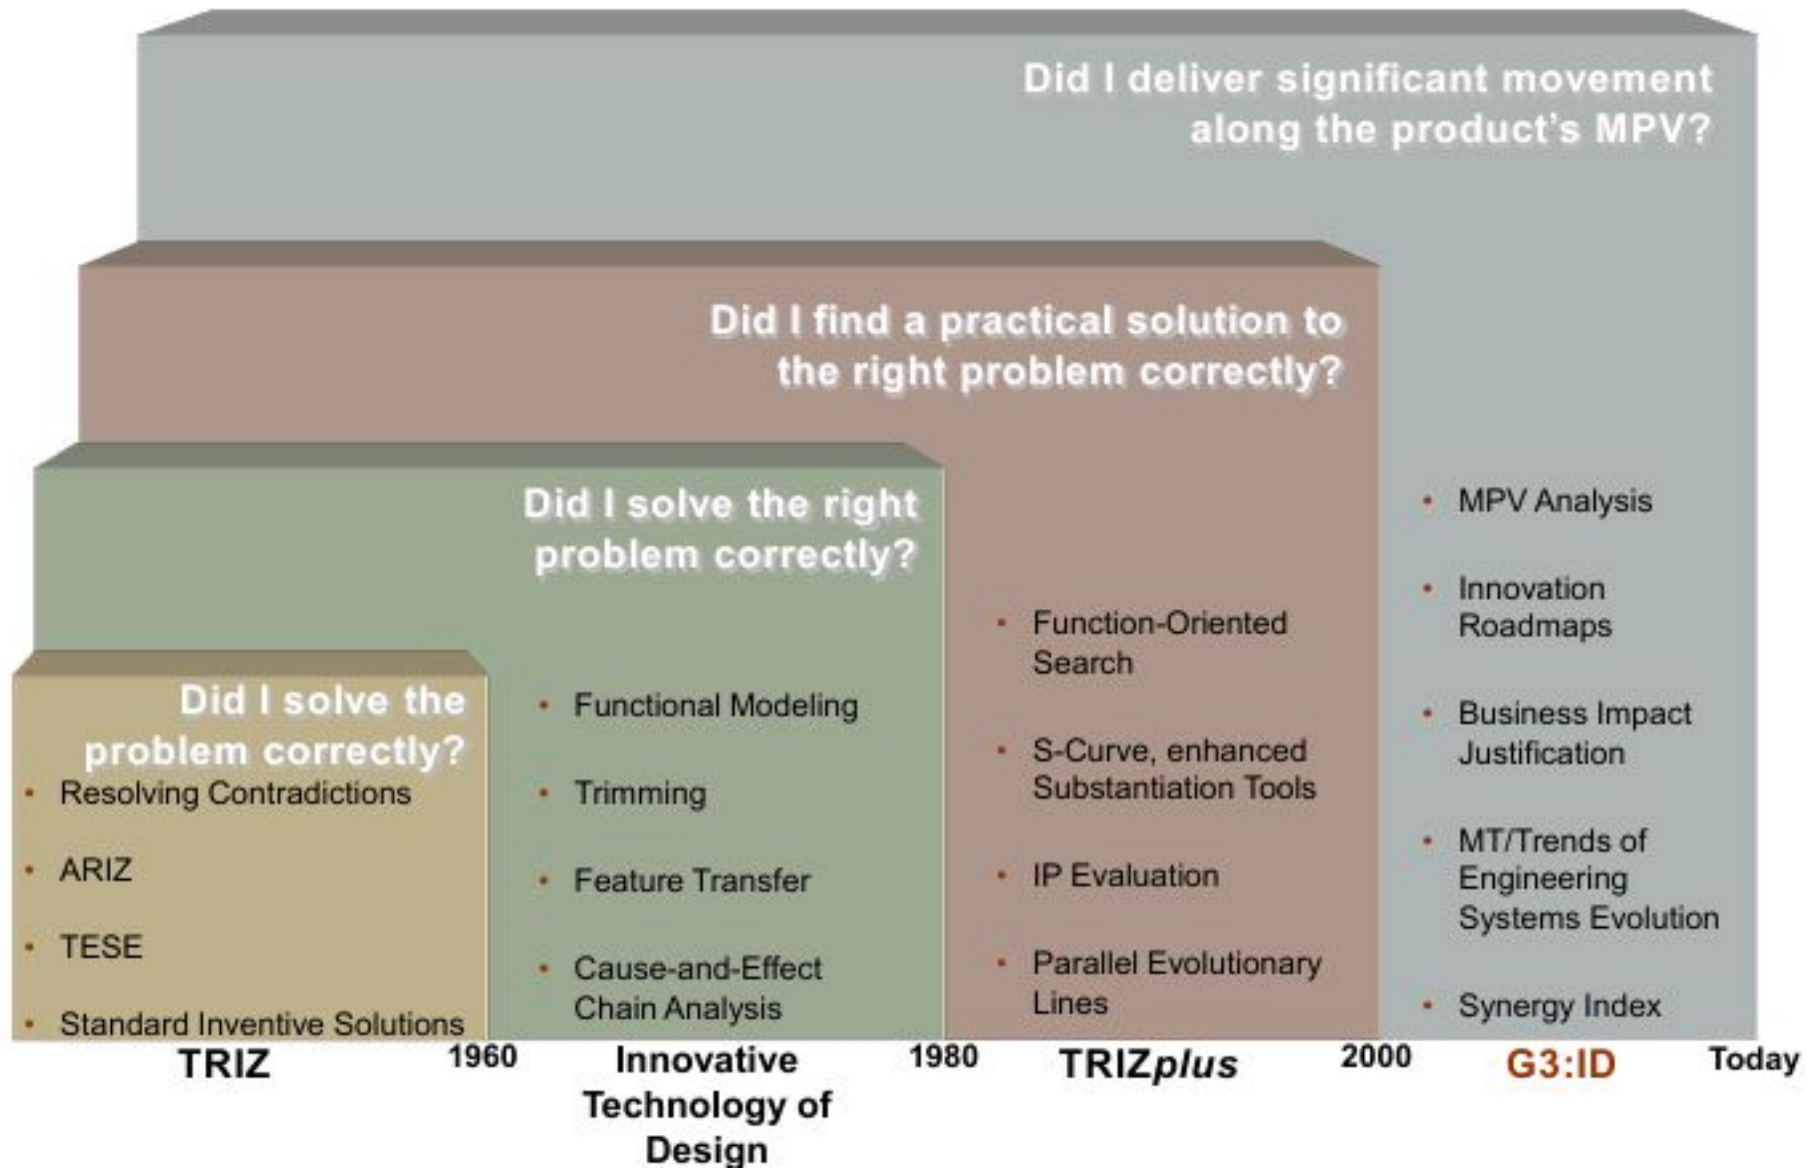 Did I deliver significant movement
along the product's MPV?
Did I find a practical solution to
the right problem correctly?
Did I solve the right
problem correctly?
Did I solve the
problem correctly?
• Resolving Contradictions
• ARIZ
• TESE
• Standard Inventive Solutions
• Functional Modeling
• Trimming
• Feature Transfer
• Cause-and-Effect
Chain Analysis
• Function-Oriented
Search
• S-Curve, enhanced
Substantiation Tools
• IP Evaluation
• Parallel Evolutionary
Lines
• MPV Analysis
• Innovation
Roadmaps
• Business Impact
Justification
• MT/Trends of
Engineering
Systems Evolution
• Synergy Index
TRIZ
1960
Innovative
Technology of
Design
1980
TRIZplus
2000
G3:ID
Today